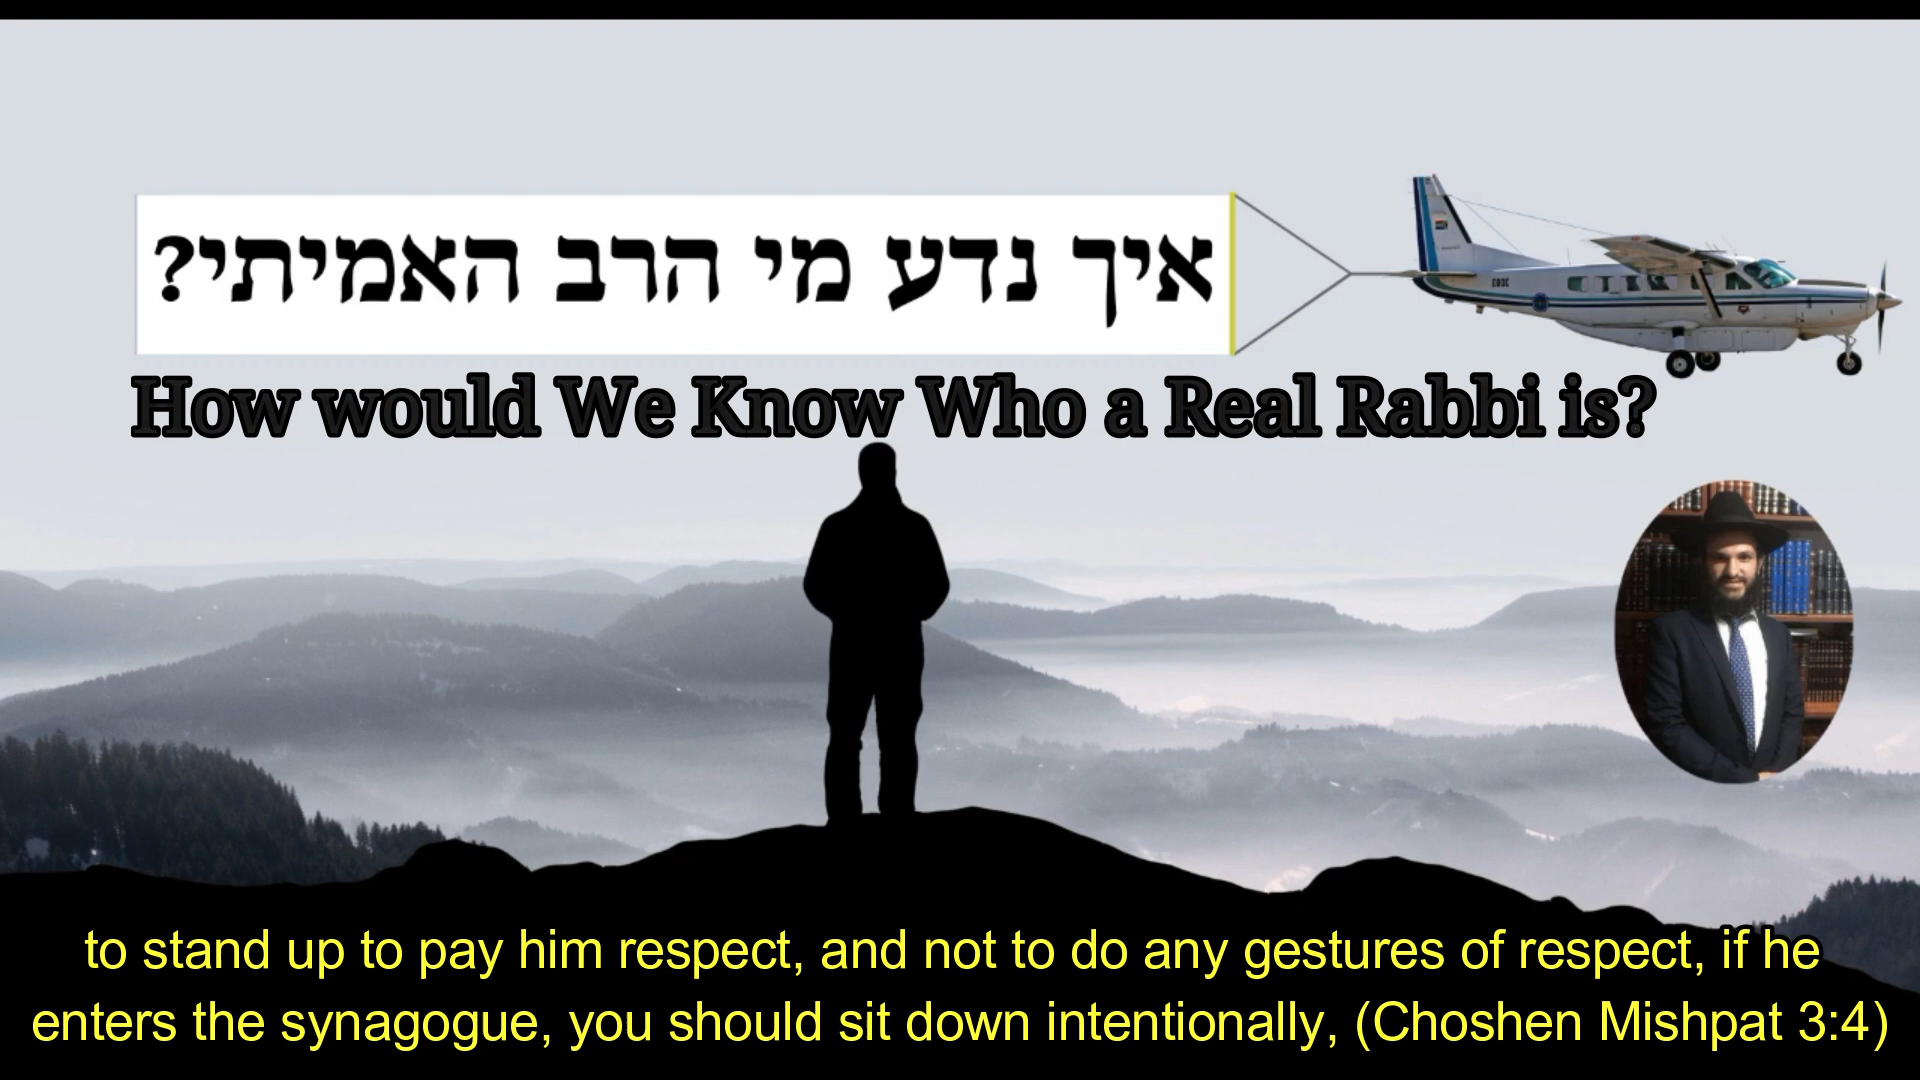 איך נדע מי הרב האמיתי?
How would We Know Who a Real Rabbi is?
to stand up to pay him respect, and not to do any gestures of respect, if he
enters the synagogue, you should sit down intentionally, (Choshen Mishpat 3:4)